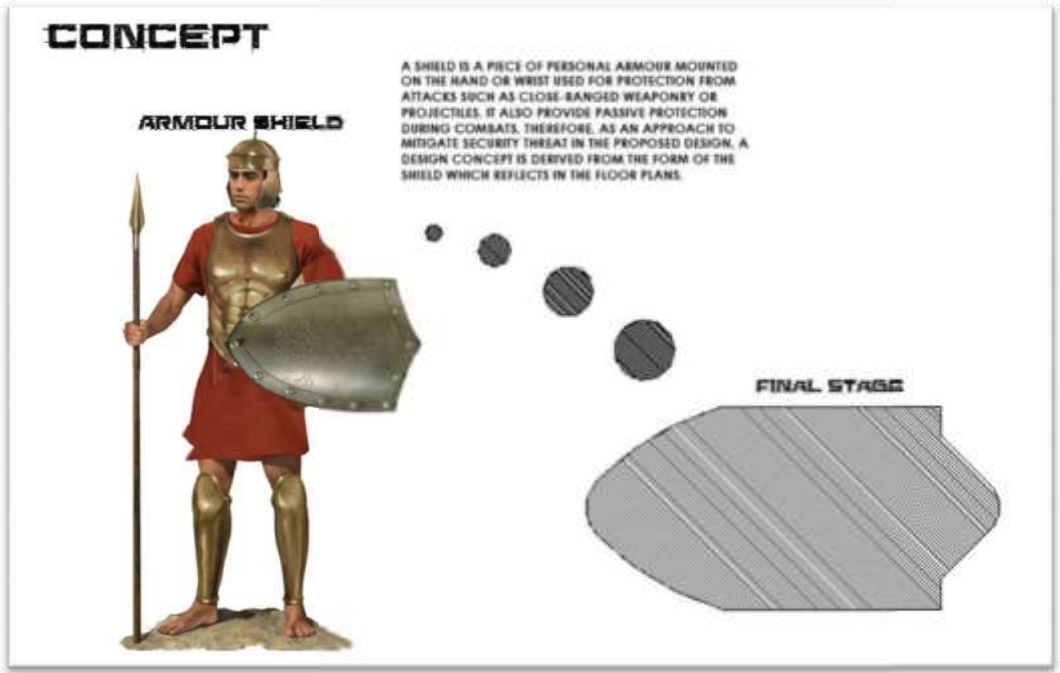 CONCEPT
A SHIELD IS A PIECE OF PERSONAL ARMOUR MOUNTED
ON THE HAND OR WRIST USED FOR PROTECTION FROM
ATTACKS SUCH AS CLOSE-RANGED WEAPONRY OR
PROJECTILES. IT ALSO PROVIDE PASSIVE PROTECTION
DURING COMBATS. THEREFORE, AS AN APPROACH TO
MITIGATE SECURITY THREAT IN THE PROPOSED DESIGN, A
DESIGN CONCEPT IS DERIVED FROM THE FORM OF THE
SHIELD WHICH REFLECTS IN THE FLOOR PLANS.
ARMOUR SHIELD
FINAL STAGE